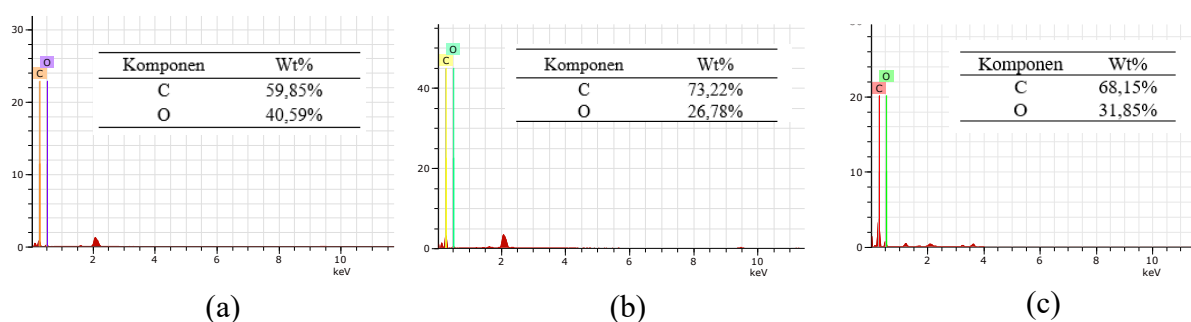 30
20
10
0
C
O
Komponen Wt%
C 59,85%
O 40,59%
2 4 6 8 10
keV
(a)
40
20
0
C
O
Komponen Wt%
C 73,22%
O 26,78%
2 4 6 8 10
keV
(b)
20
10
0
C
O
Komponen Wt%
C 68,15%
O 31,85%
2 4 6 8 10
keV
(c)